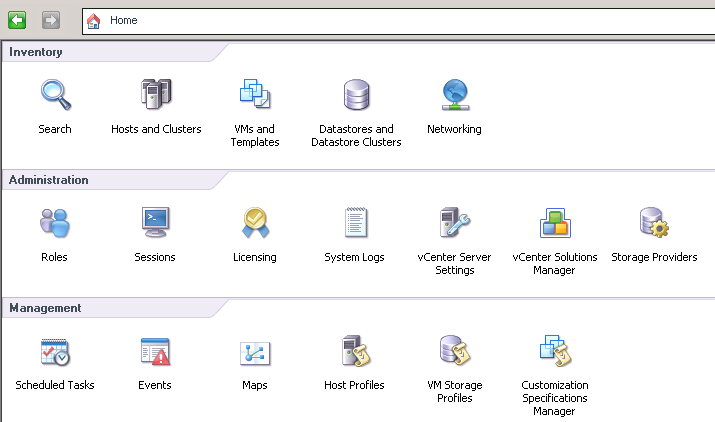 Home
Inventory
Search
Hosts and Clusters
VMs and
Templates
Datastores and
Datastore Clusters
Networking
Administration
Roles
Sessions
Licensing
System Logs
vCenter Server
Settings
vCenter Solutions
Manager
Storage Providers
Management
Scheduled Tasks
Events
Maps
Host Profiles
VM Storage
Profiles
Customization
Specifications
Manager